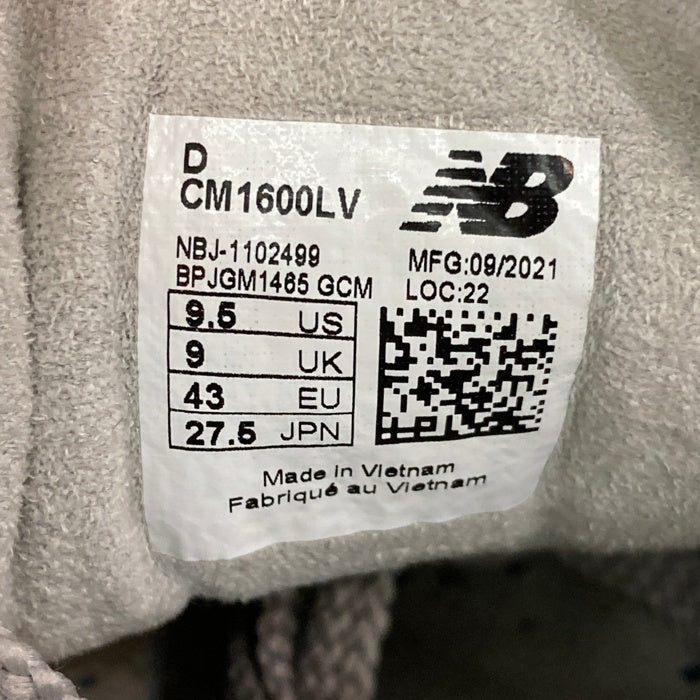 D
CM1600LV
NB
NBJ-1102499
BPJGM1465 GCM
MFG:09/2021
LOC:22
9.5 US
9 UK
43 EU
27.5 JPN
Made in Vietnam
Fabriqué au Vietnam